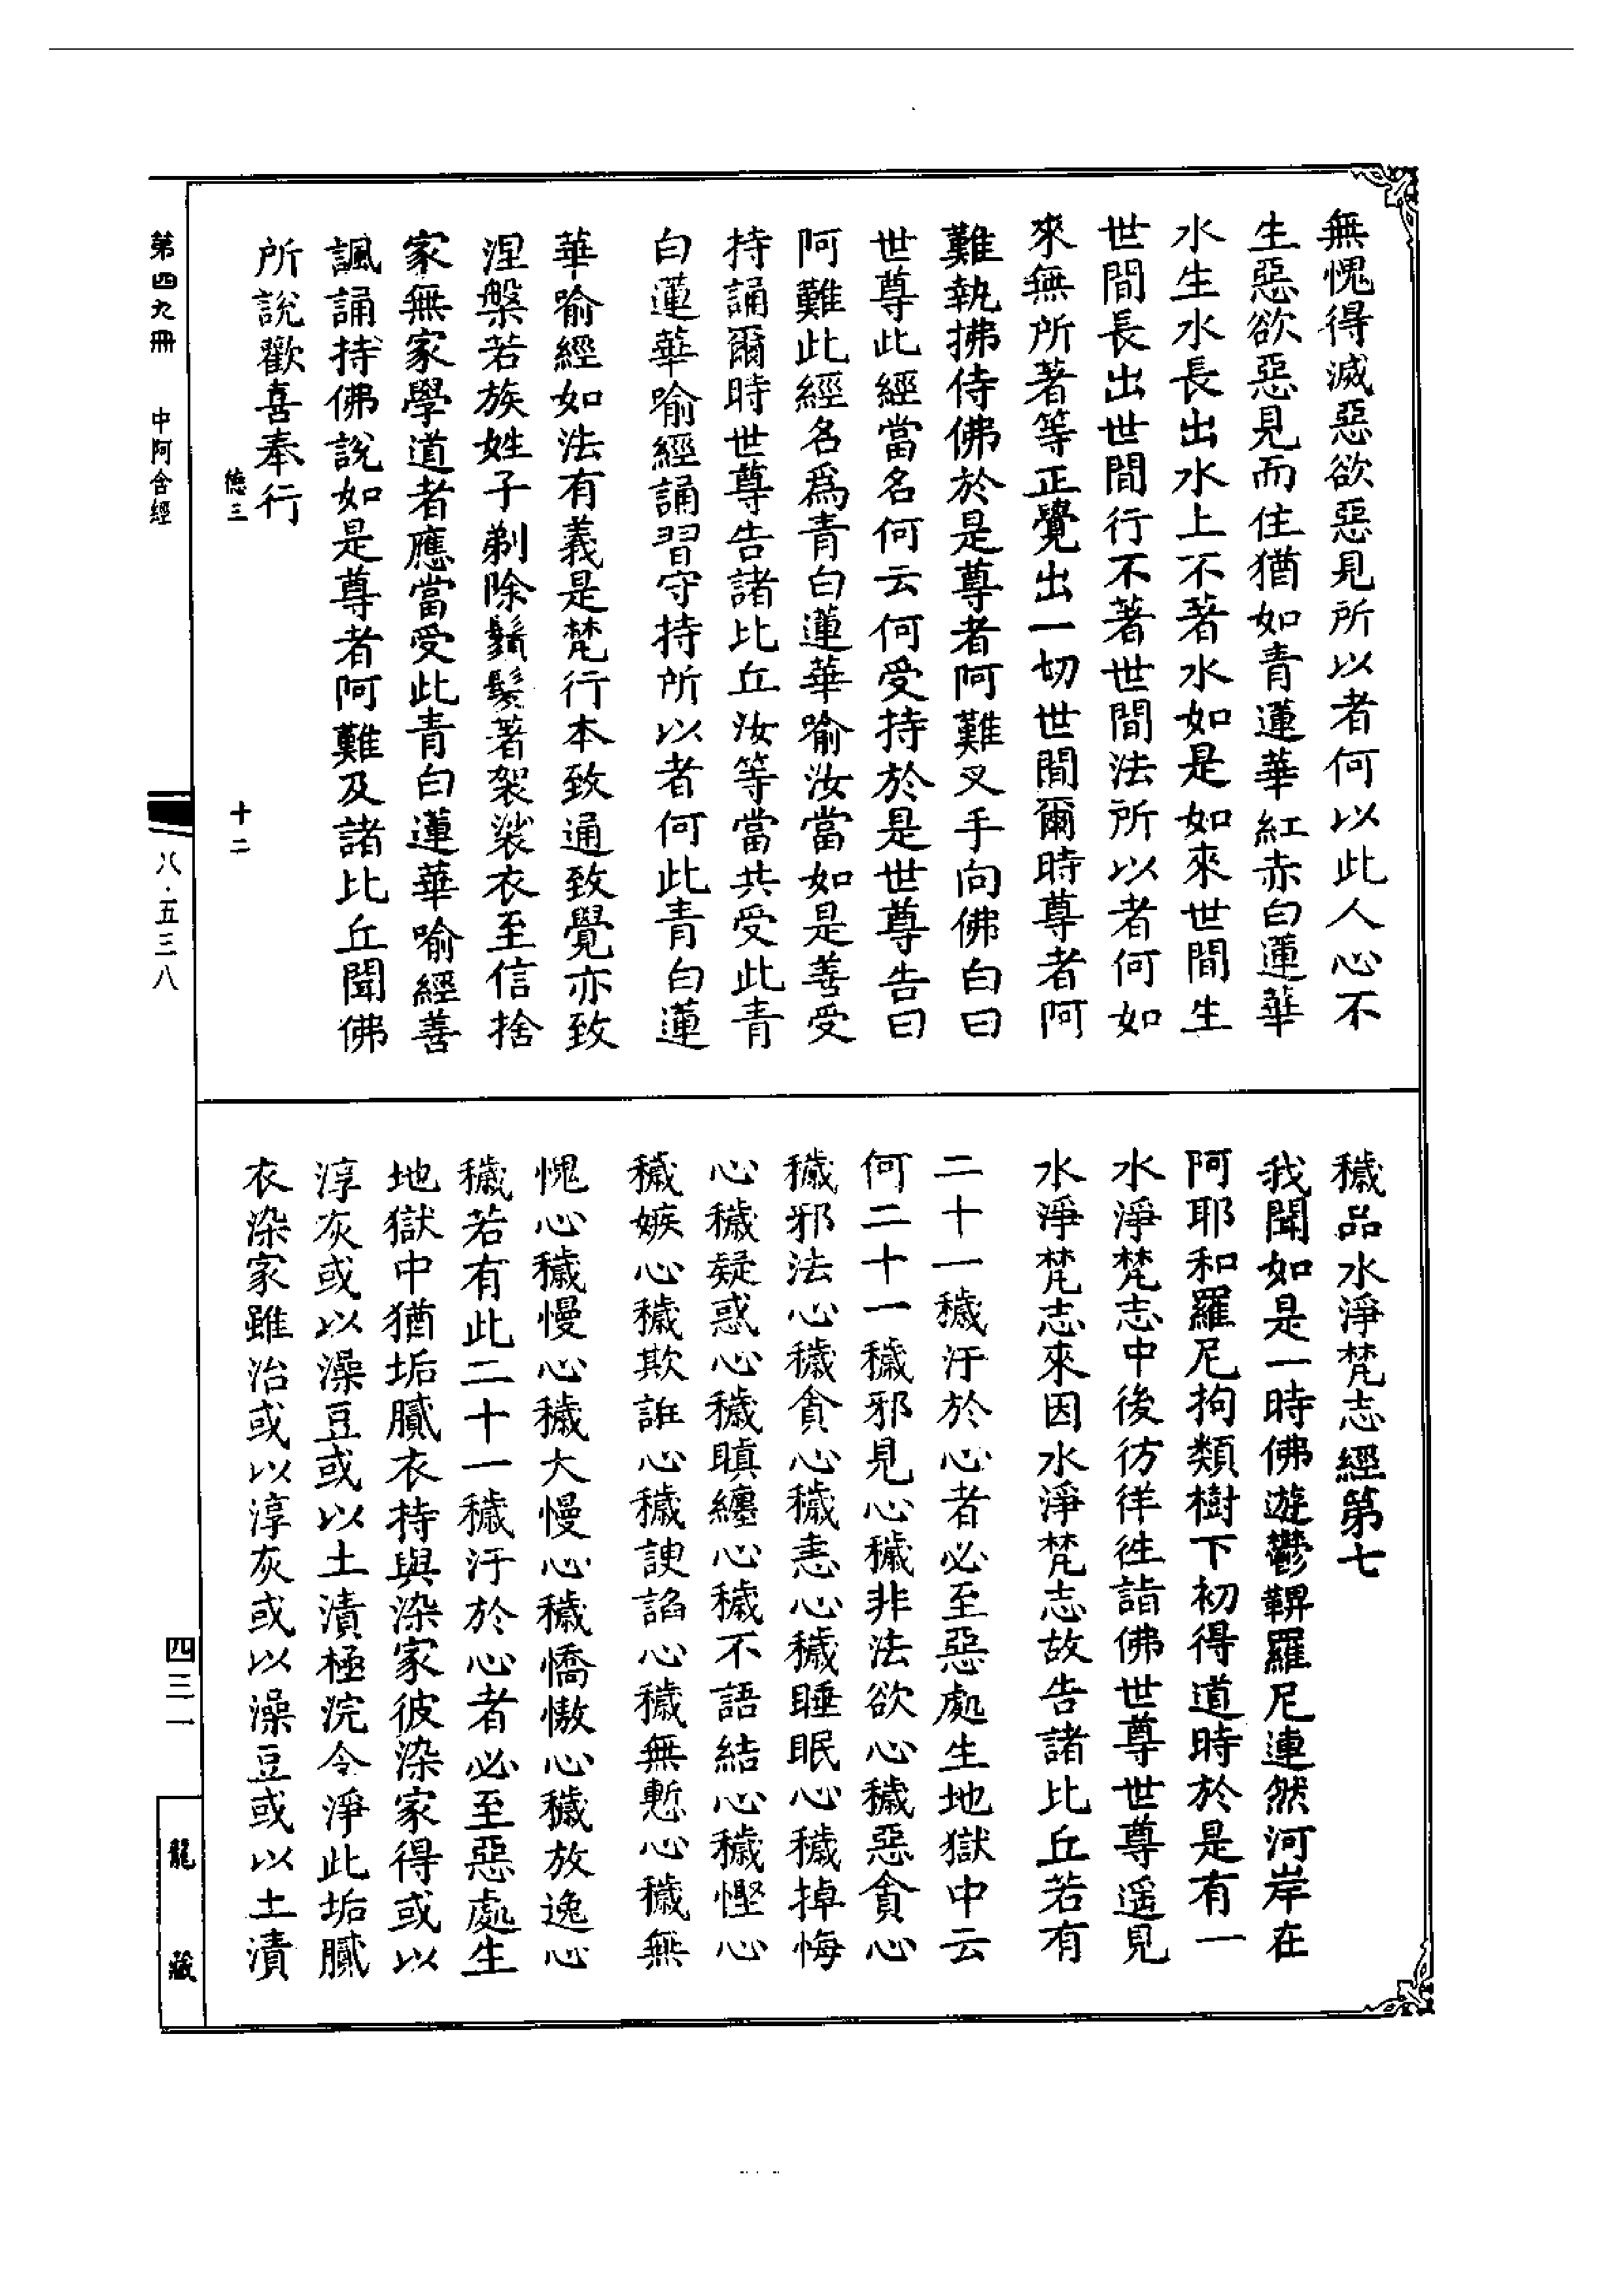 無愧得滅惡欲惡見所以者何以此人心不
生惡欲惡見而住猶如青蓮華紅赤白蓮華
水生水長出水上不著水如是如來世間生
世間長出世間行不著世間法所以者何如
來無所著等正覺出一切世間爾時尊者阿
難執拂侍佛於是尊者阿難叉手向佛白曰
世尊此經當名何云何受持於是世尊告曰
阿難此經名爲青白蓮華喻汝當如是善受
持誦爾時世尊告諸比丘汝等當共受此青
白蓮華喻經誦習守持所以者何此青白蓮
華喻經如法有義是梵行本致通致覺亦致
涅槃若族姓子剃除鬚髮著袈裟衣至信捨
家無家學道者應當受此青白蓮華喻經善
諷誦持佛說如是尊者阿難及諸比丘聞佛
所說歡喜奉行
德三
十二
穢品水淨梵志經第七
我聞如是一時佛遊鬱鞞羅尼連然河岸在
阿耶和羅尼拘類樹下初得道時於是有一
水淨梵志中後彷徉往詣佛世尊世尊遥見
水淨梵志來因水淨梵志故告諸比丘若有
二十一穢汙於心者必至惡處生地獄中云
何二十一穢邪見心穢非法欲心穢惡貪心
穢邪法心穢貪心穢恚心穢睡眠心穢掉悔
心穢疑惑心穢瞋纏心穢不語結心穢慳心
穢嫉心穢欺誑心穢諛諂心穢無慙心穢無
愧心穢慢心穢大慢心穢憍慠心穢放逸心
穢若有此二十一穢汙於心者必至惡處生
地獄中猶垢膩衣持與染家彼染家得或以
淳灰或以澡豆或以土漬極浣令淨此垢膩
衣染家雖治或以淳灰或以澡豆或以土漬
第四九冊
中阿含經
八·五三八
四三一
龍藏